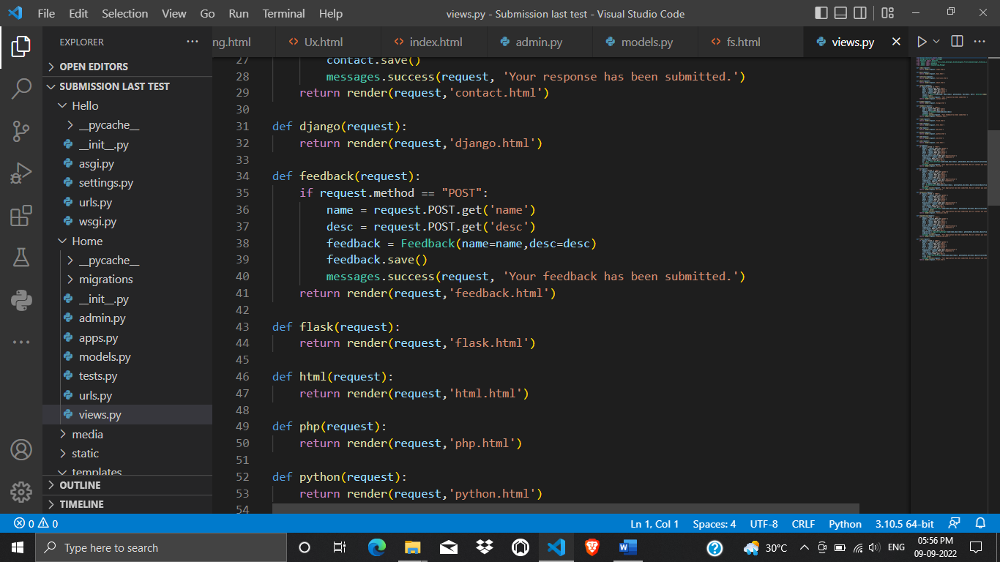 File Edit Selection View Go Run Terminal Help views.py - Submission last test - Visual Studio Code
EXPLORER ng.html Ux.html index.html admin.py models.py fs.html views.py
OPEN EDITORS
SUBMISSION LAST TEST
Hello
__pycache__
__init__.py
asgi.py
settings.py
urls.py
wsgi.py
Home
__pycache__
migrations
__init__.py
admin.py
apps.py
models.py
tests.py
urls.py
views.py
media
static
templates
OUTLINE
TIMELINE
27 contact.save()
28 messages.success(request, 'Your response has been submitted.')
29 return render(request,'contact.html')
30
31 def django(request):
32 return render(request,'django.html')
33
34 def feedback(request):
35 if request.method == "POST":
36 name = request.POST.get('name')
37 desc = request.POST.get('desc')
38 feedback = Feedback(name=name,desc=desc)
39 feedback.save()
40 messages.success(request, 'Your feedback has been submitted.')
41 return render(request,'feedback.html')
42
43 def flask(request):
44 return render(request,'flask.html')
45
46 def html(request):
47 return render(request,'html.html')
48
49 def php(request):
50 return render(request,'php.html')
51
52 def python(request):
53 return render(request,'python.html')
54
0 0 Ln 1, Col 1 Spaces: 4 UTF-8 CRLF Python 3.10.5 64-bit
Type here to search 30°C ENG 05:56 PM
09-09-2022